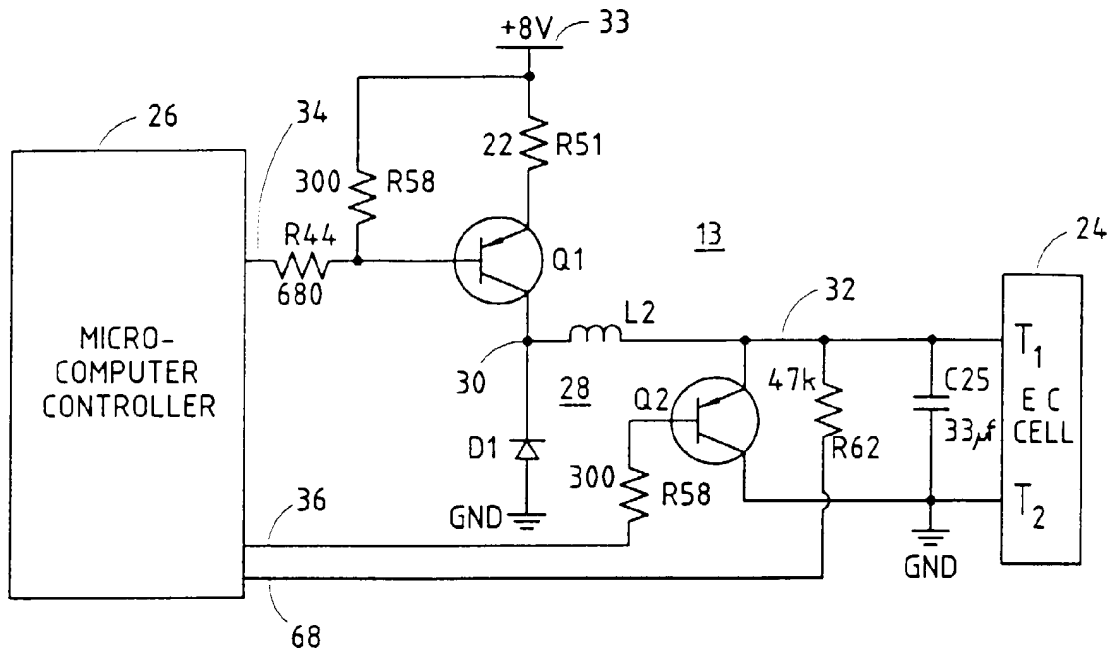 +8V
33
26
34
22
R51
300
R58
R44
680
Q1
13
24
MICRO-
COMPUTER
CONTROLLER
L2
32
30
28
T1
Q2
47k
C25
33µf
EC
CELL
D1
R62
300
R58
36
GND
T2
GND
68